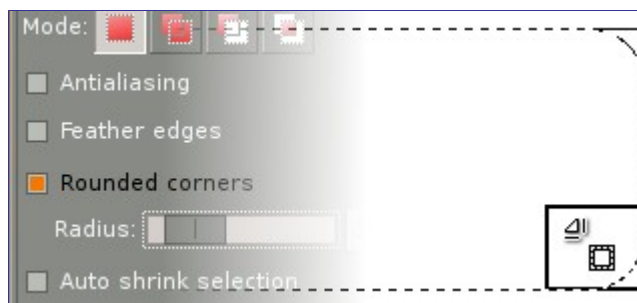 Mode:
Antialiasing
Feather edges
Rounded corners
Radius:
Auto shrink selection